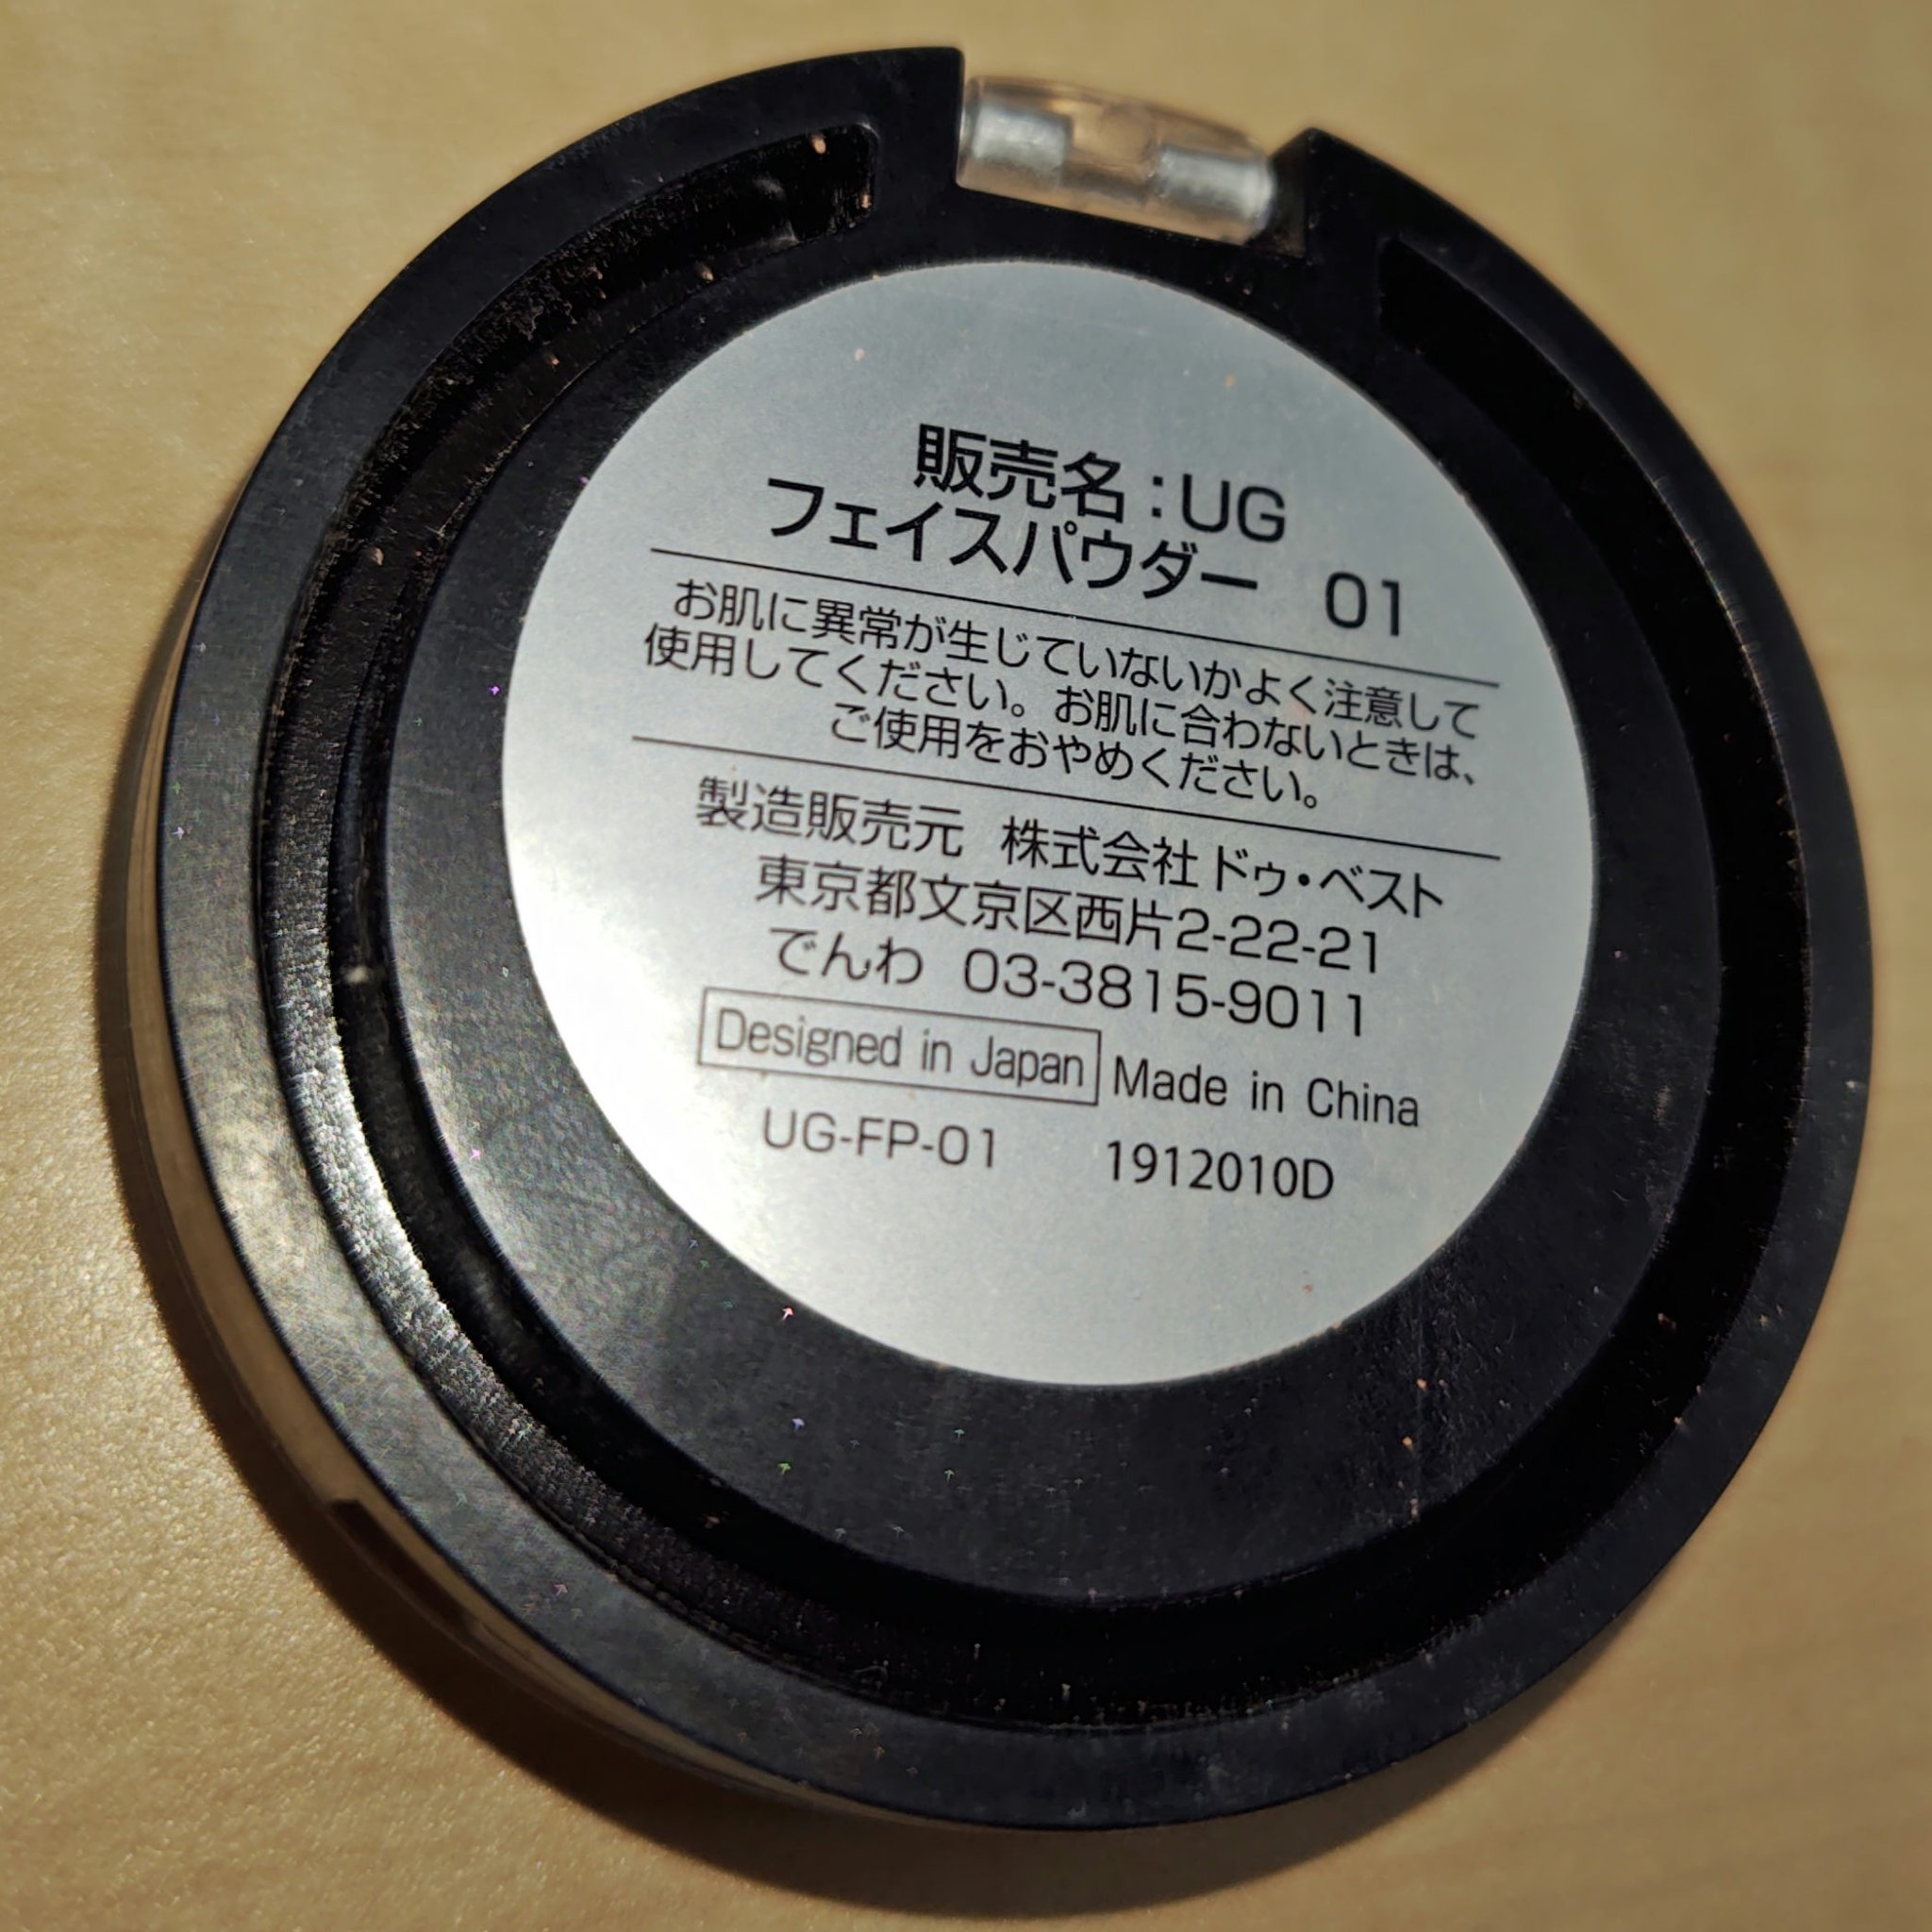 販売名:UG
フェイスパウダー 01
お肌に異常が生じていないかよく注意して
使用してください。お肌に合わないときは、
ご使用をおやめください。
製造販売元 株式会社ドゥ・ベスト
東京都文京区西片2-22-21
でんわ 03-3815-9011
Designed in Japan Made in China
UG-FP-01 1912010D